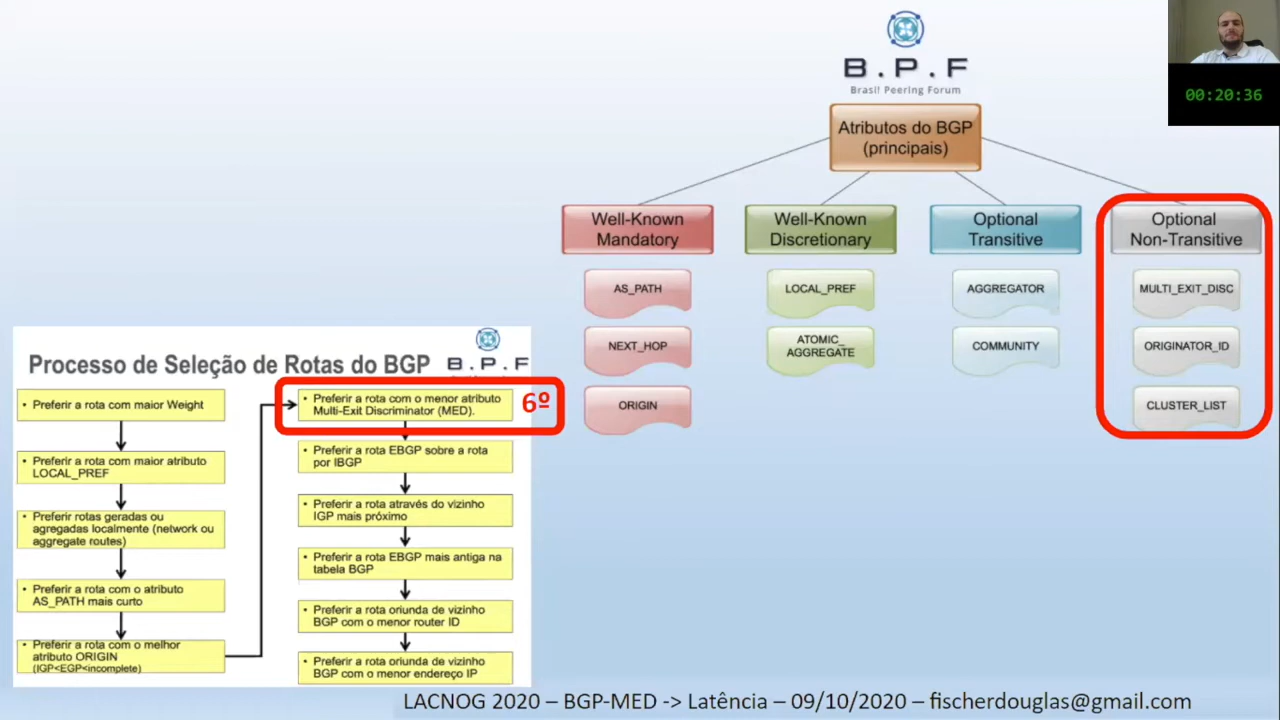 B.P.F
Brasil Peering Forum
00:20:36
Atributos do BGP
(principais)
Well-Known
Mandatory
Well-Known
Discretionary
Optional
Transitive
Optional
Non-Transitive
AS_PATH
LOCAL_PREF
AGGREGATOR
MULTI_EXIT_DISC
NEXT_HOP
ATOMIC_
AGGREGATE
COMMUNITY
ORIGINATOR_ID
ORIGIN
CLUSTER_LIST
Processo de Seleção de Rotas do BGP
B.P.F
• Preferir a rota com maior Weight
• Preferir a rota com maior atributo
LOCAL_PREF
• Preferir rotas geradas ou
agregadas localmente (network ou
aggregate routes)
• Preferir a rota com o atributo
AS_PATH mais curto
• Preferir a rota com o melhor
atributo ORIGIN
(IGP<EGP<incomplete)
• Preferir a rota com o menor atributo
Multi-Exit Discriminator (MED).
6º
• Preferir a rota EBGP sobre a rota
por IBGP
• Preferir a rota através do vizinho
IGP mais próximo
• Preferir a rota EBGP mais antiga na
tabela BGP
• Preferir a rota oriunda de vizinho
BGP com o menor router ID
• Preferir a rota oriunda de vizinho
BGP com o menor endereço IP
LACNOG 2020 – BGP-MED -> Latência – 09/10/2020 – fischerdouglas@gmail.com